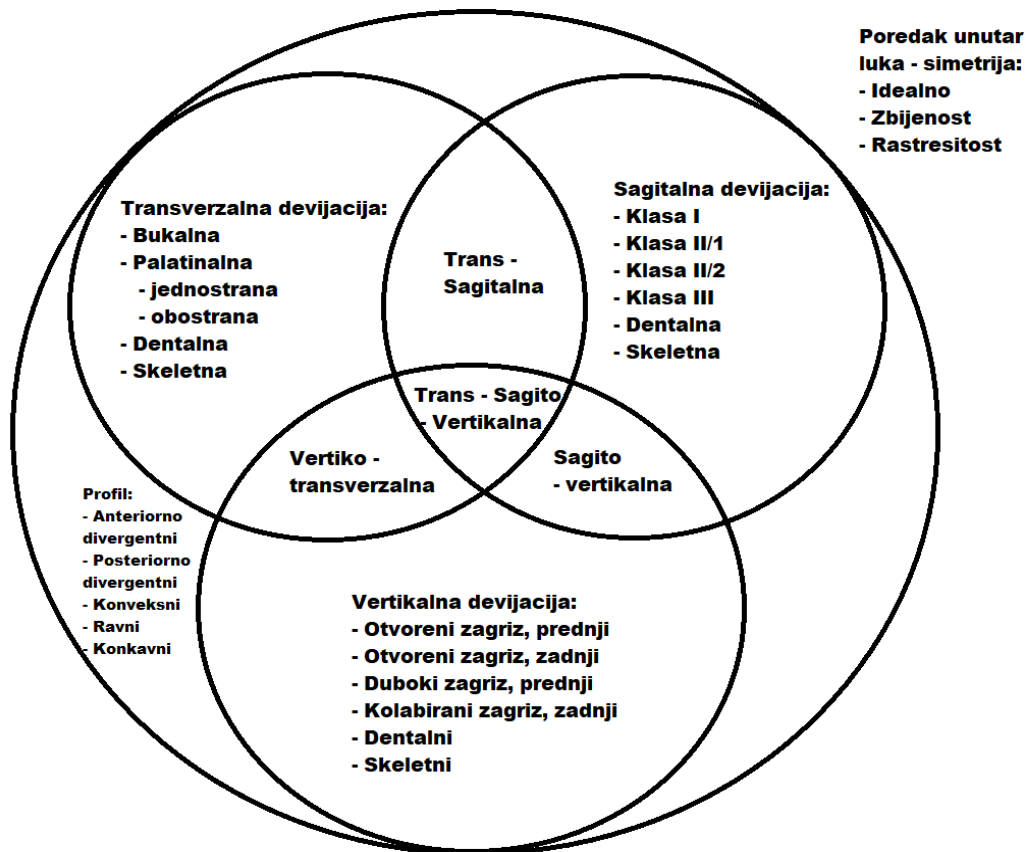 Poredak unutar
luka - simetrija:
- Idealno
- Zbijenost
- Rastresitost
Transverzalna devijacija:
- Bukalna
- Palatinalna
- jednostrana
- obostrana
- Dentalna
- Skeletna
Trans -
Sagitalna
Sagitalna devijacija:
- Klasa I
- Klasa II/1
- Klasa II/2
- Klasa III
- Dentalna
- Skeletna
Trans - Sagito
- Vertikalna
Vertiko -
transverzalna
Sagito
- vertikalna
Profil:
- Anteriorno
divergentni
- Posteriorno
divergentni
- Konveksni
- Ravni
- Konkavni
Vertikalna devijacija:
- Otvoreni zagriz, prednji
- Otvoreni zagriz, zadnji
- Duboki zagriz, prednji
- Kolabirani zagriz, zadnji
- Dentalni
- Skeletni